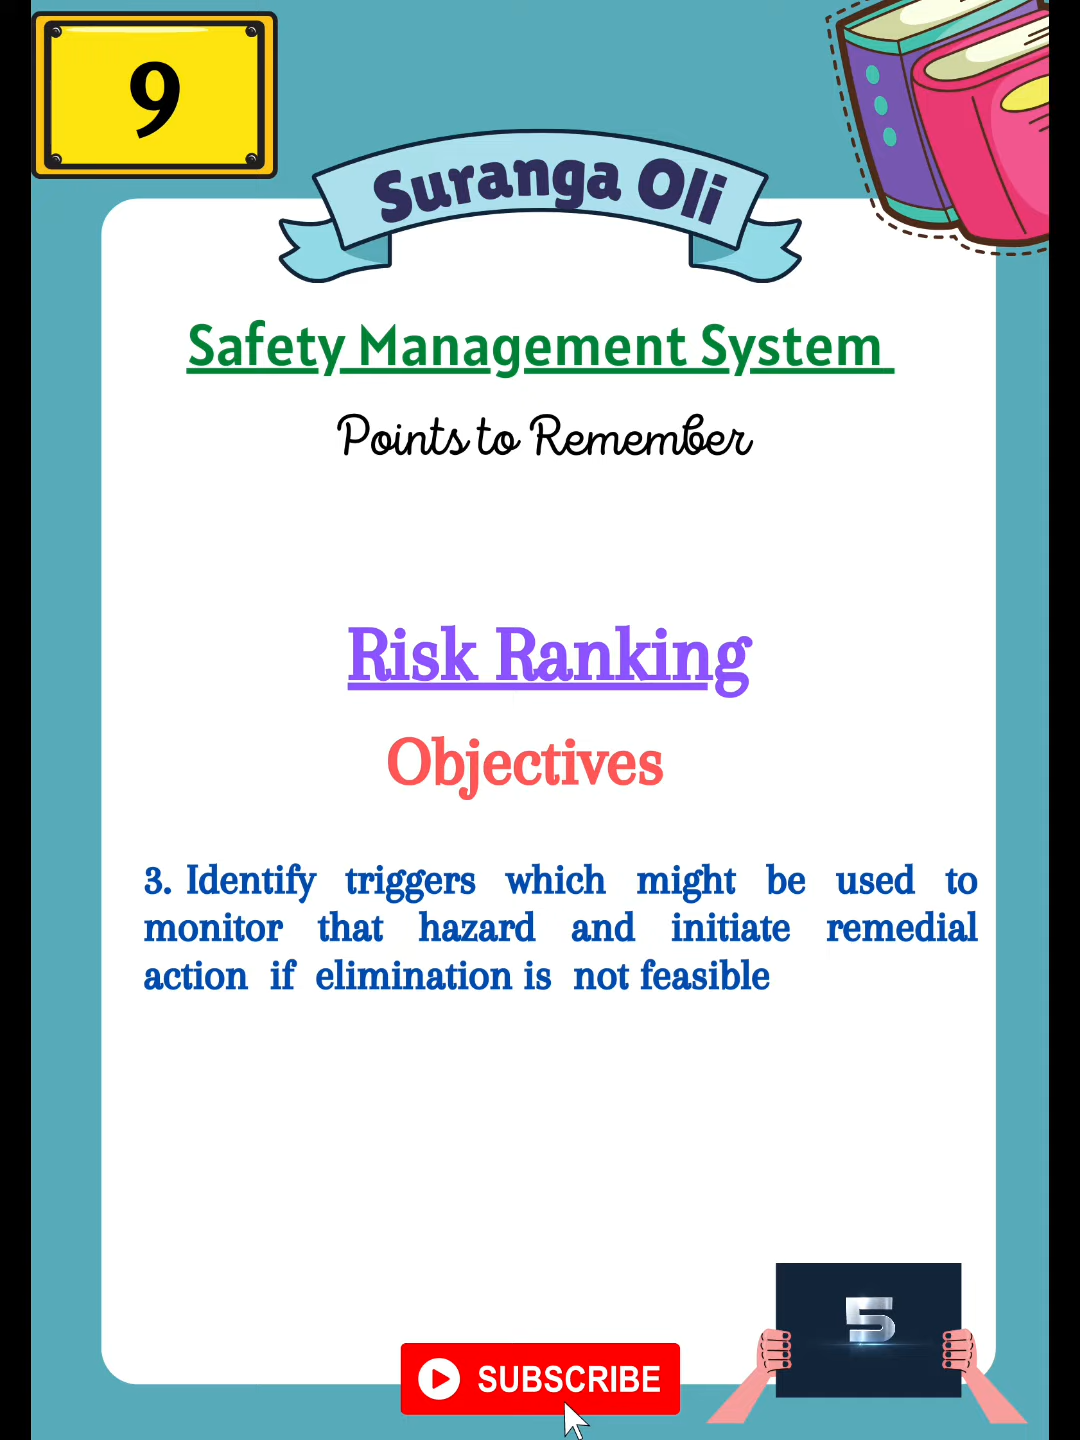 9
Suranga Oli
Safety Management System
Points to Remember
Risk Ranking
Objectives
3. Identify triggers which might be used to
monitor that hazard and initiate remedial
action if elimination is not feasible
5
SUBSCRIBE